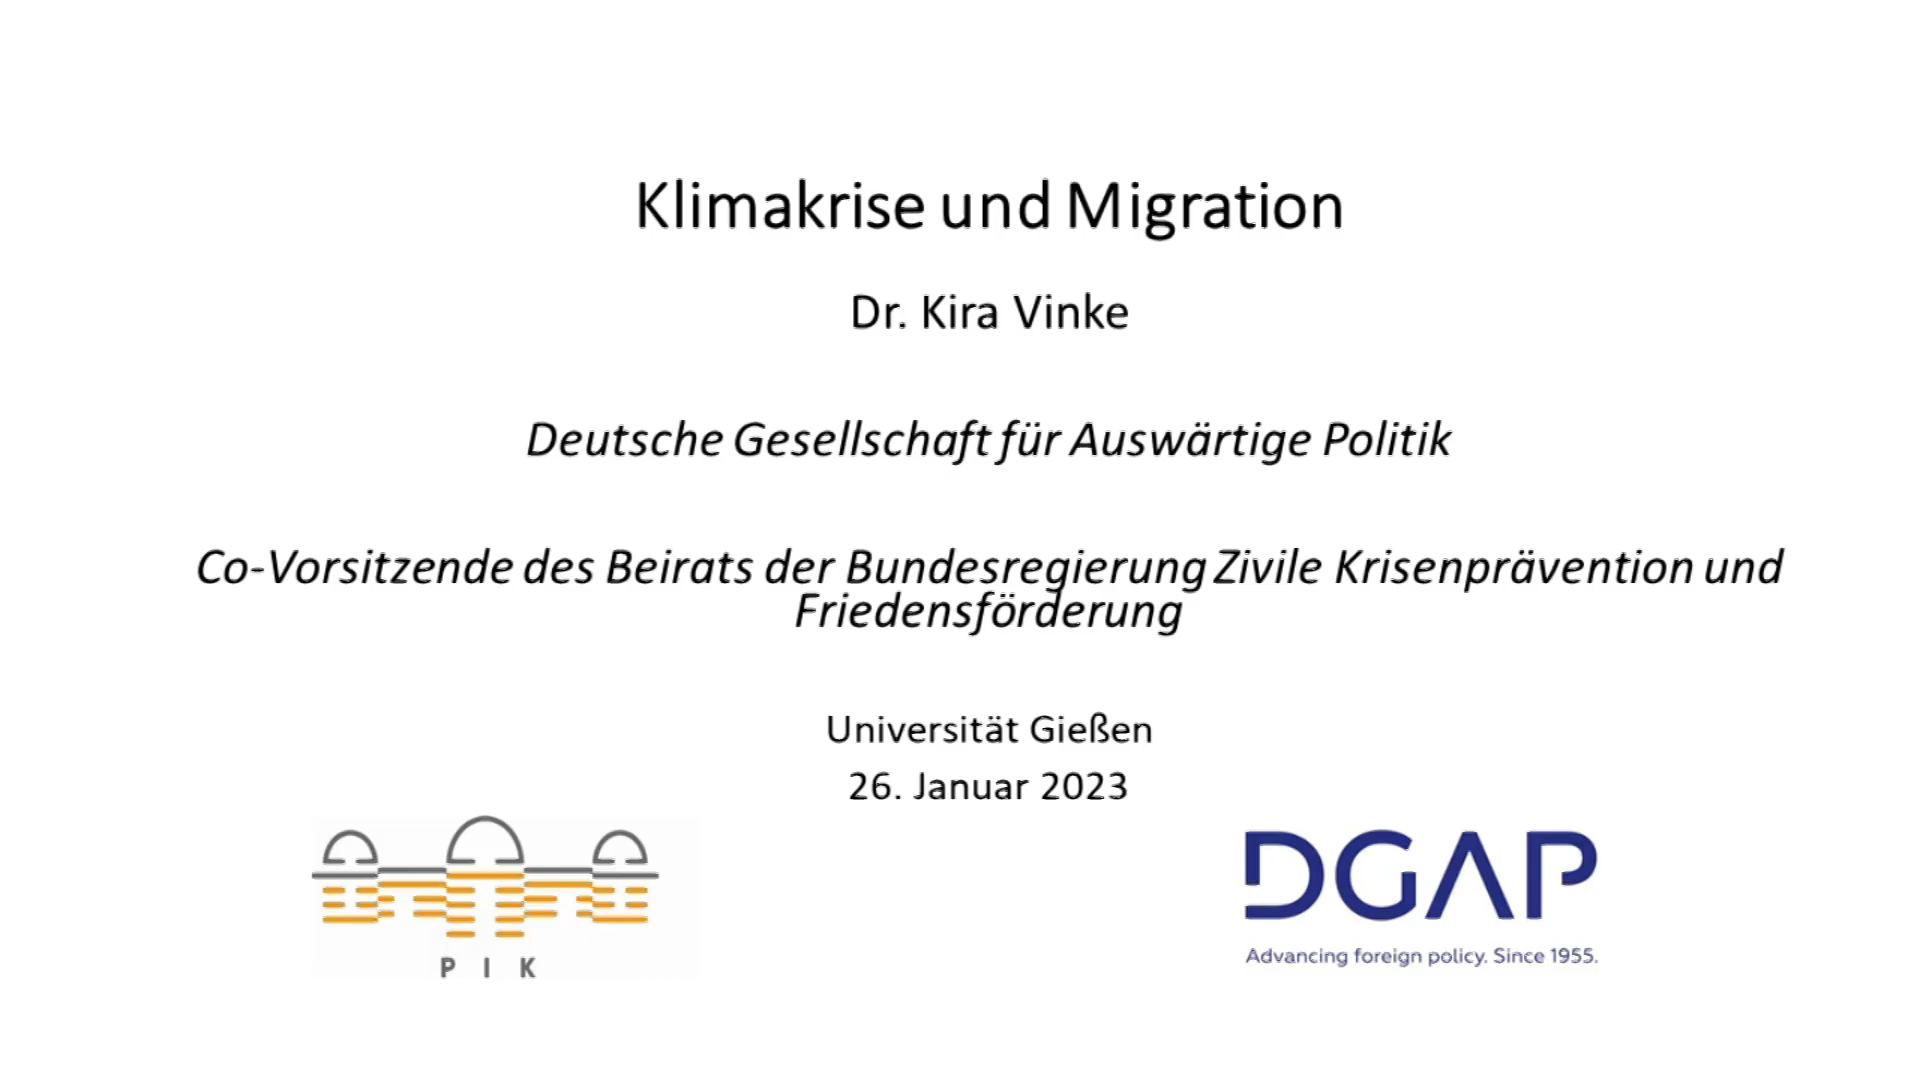 Klimakrise und Migration
Dr. Kira Vinke
Deutsche Gesellschaft für Auswärtige Politik
Co-Vorsitzende des Beirats der Bundesregierung Zivile Krisenprävention und
Friedensförderung
Universität Gießen
26. Januar 2023
PIK
DGAP
Advancing foreign policy. Since 1955.